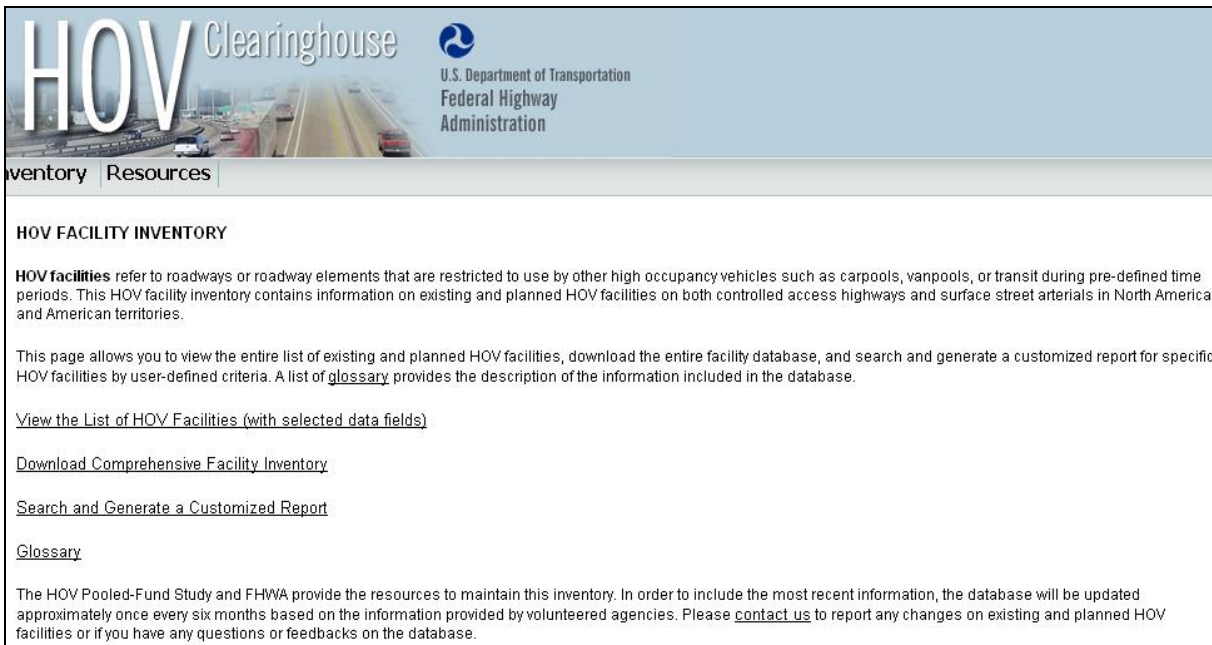 HOV Clearinghouse
U.S. Department of Transportation
Federal Highway
Administration
ventory Resources
HOV FACILITY INVENTORY
HOV facilities refer to roadways or roadway elements that are restricted to use by other high occupancy vehicles such as carpools, vanpools, or transit during pre-defined time
periods. This HOV facility inventory contains information on existing and planned HOV facilities on both controlled access highways and surface street arterials in North America
and American territories.
This page allows you to view the entire list of existing and planned HOV facilities, download the entire facility database, and search and generate a customized report for specific
HOV facilities by user-defined criteria. A list of glossary provides the description of the information included in the database.
View the List of HOV Facilities (with selected data fields)
Download Comprehensive Facility Inventory
Search and Generate a Customized Report
Glossary
The HOV Pooled-Fund Study and FHWA provide the resources to maintain this inventory. In order to include the most recent information, the database will be updated
approximately once every six months based on the information provided by volunteered agencies. Please contact us to report any changes on existing and planned HOV
facilities or if you have any questions or feedbacks on the database.